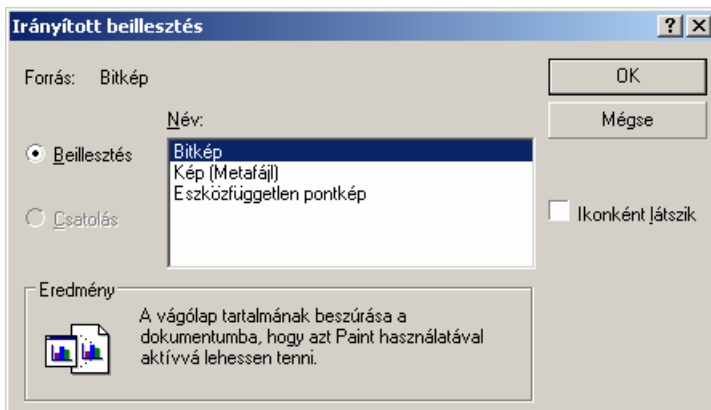 Irányított beillesztés
Forrás: Bitkép
OK
Név:
Mégse
Beillesztés
Bitkép
Kép (Metafájl)
Eszközfüggetlen pontkép
Csatolás
Ikonként látszik
Eredmény
A vágólap tartalmának beszúrása a
dokumentumba, hogy azt Paint használatával
aktívvá lehessen tenni.